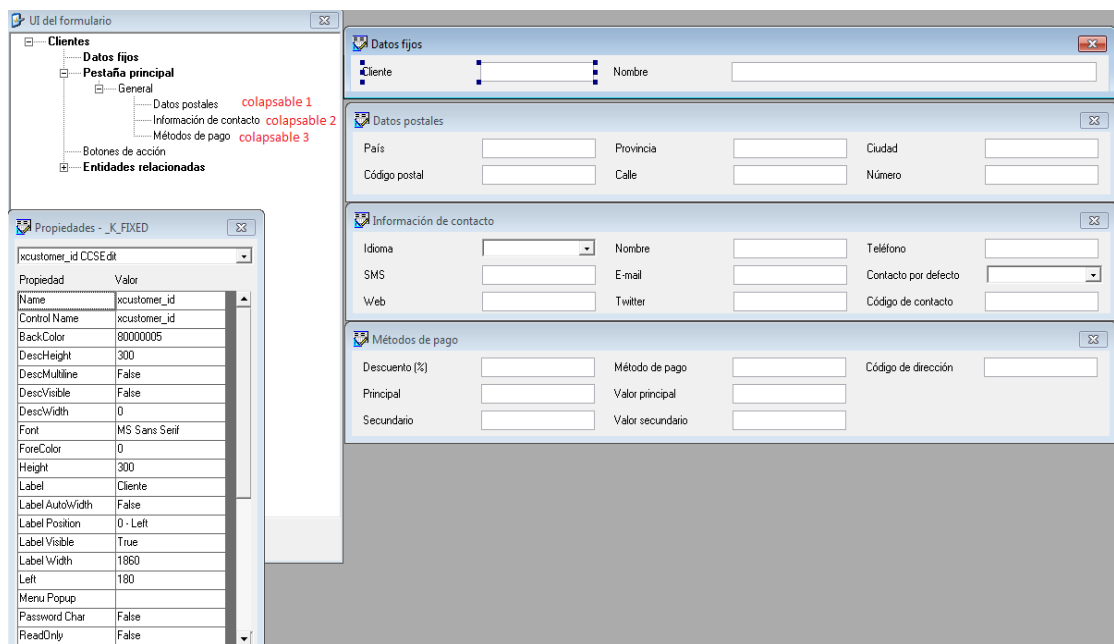 UI del formulario
Clientes
Datos fijos
Pestaña principal
General
Datos postales colapsable 1
Información de contacto colapsable 2
Métodos de pago colapsable 3
Botones de acción
Entidades relacionadas
Propiedades - _K_FIXED
xcustomer_id CCSEdit
Propiedad Valor
Name xcustomer_id
Control Name xcustomer_id
BackColor 80000005
DescHeight 300
DescMultiline False
DescVisible False
DescWidth 0
Font MS Sans Serif
ForeColor 0
Height 300
Label Cliente
Label AutoWidth False
Label Position 0 - Left
Label Visible True
Label Width 1860
Left 180
Menu Popup
Password Char False
ReadOnly False
Datos fijos
Cliente Nombre
Datos postales
País Provincia Ciudad
Código postal Calle Número
Información de contacto
Idioma Nombre Teléfono
SMS E-mail Contacto por defecto
Web Twitter Código de contacto
Métodos de pago
Descuento (%) Método de pago Código de dirección
Principal Valor principal
Secundario Valor secundario